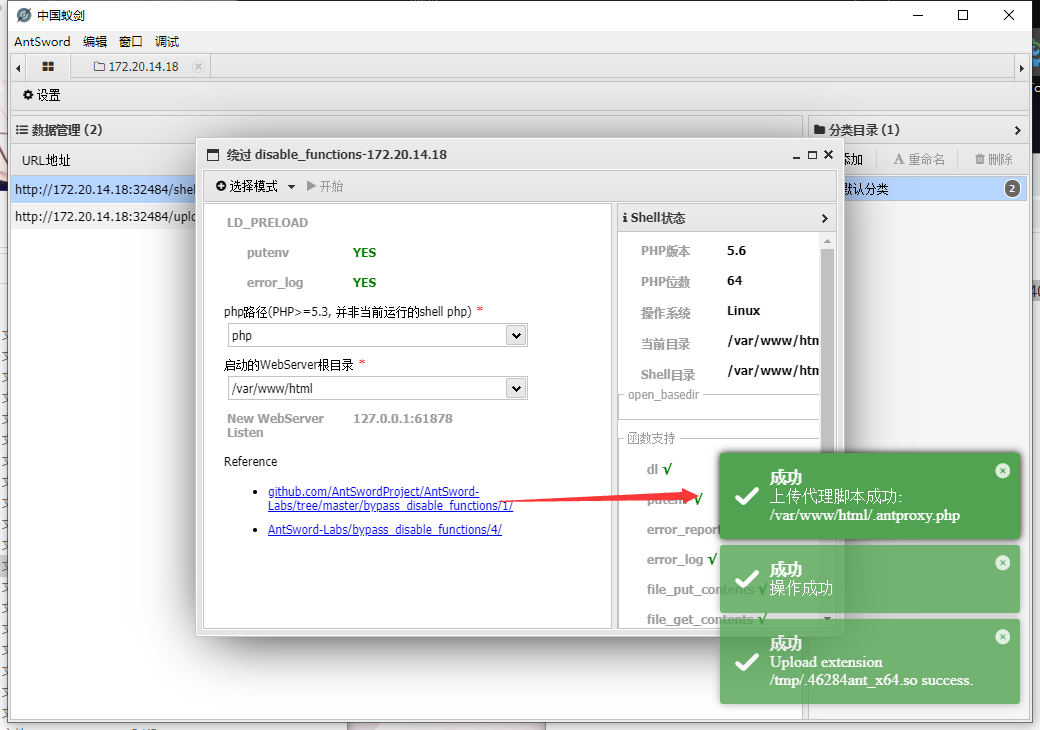 中国蚁剑
AntSword 编辑 窗口 调试
172.20.14.18
设置
数据管理 (2)
分类目录 (1)
URL地址
添加 重命名 删除
http://172.20.14.18:32484/shel
默认分类 2
http://172.20.14.18:32484/uplo
绕过 disable_functions-172.20.14.18
选择模式 开始
LD_PRELOAD
putenv YES
error_log YES
php路径(PHP>=5.3, 并非当前运行的shell php) *
php
启动的WebServer根目录 *
/var/www/html
New WebServer
Listen
127.0.0.1:61878
Reference
github.com/AntSwordProject/AntSword-
Labs/tree/master/bypass_disable_functions/1/
AntSword-Labs/bypass_disable_functions/4/
Shell状态
PHP版本 5.6
PHP位数 64
操作系统 Linux
当前目录 /var/www/htm
Shell目录 /var/www/htm
open_basedir
函数支持
dl √
putenv √
error_report
error_log √
file_put_contents √
file_get_contents √
成功
上传代理脚本成功:
/var/www/html/.antproxy.php
成功
操作成功
成功
Upload extension
/tmp/.46284ant_x64.so success.